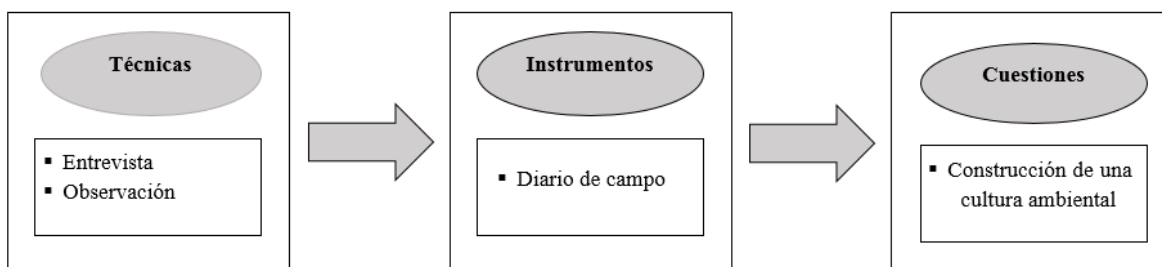 Técnicas
▪ Entrevista
▪ Observación
Instrumentos
▪ Diario de campo
Cuestiones
▪ Construcción de una
cultura ambiental